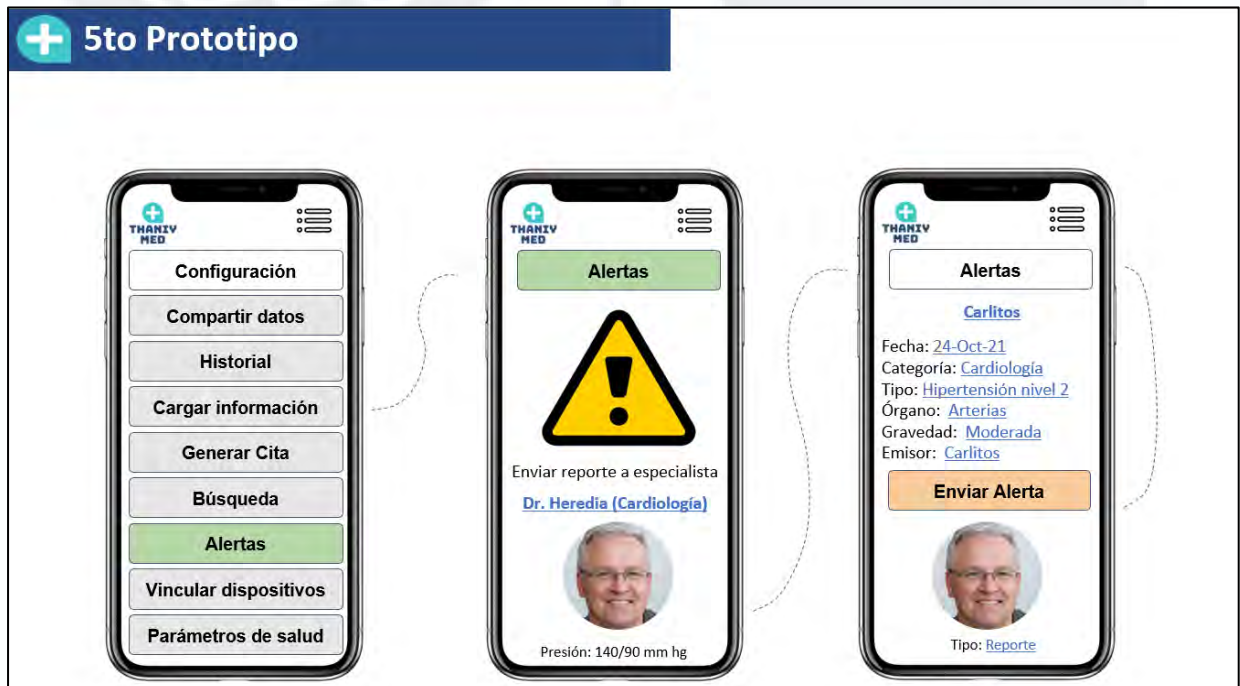 5to Prototipo
THANIY
MED
Configuración
Compartir datos
Historial
Cargar información
Generar Cita
Búsqueda
Alertas
Vincular dispositivos
Parámetros de salud
THANIY
MED
Alertas
Enviar reporte a especialista
Dr. Heredia (Cardiología)
Presión: 140/90 mm hg
THANIY
MED
Alertas
Carlitos
Fecha: 24-Oct-21
Categoría: Cardiología
Tipo: Hipertensión nivel 2
Órgano: Arterias
Gravedad: Moderada
Emisor: Carlitos
Enviar Alerta
Tipo: Reporte